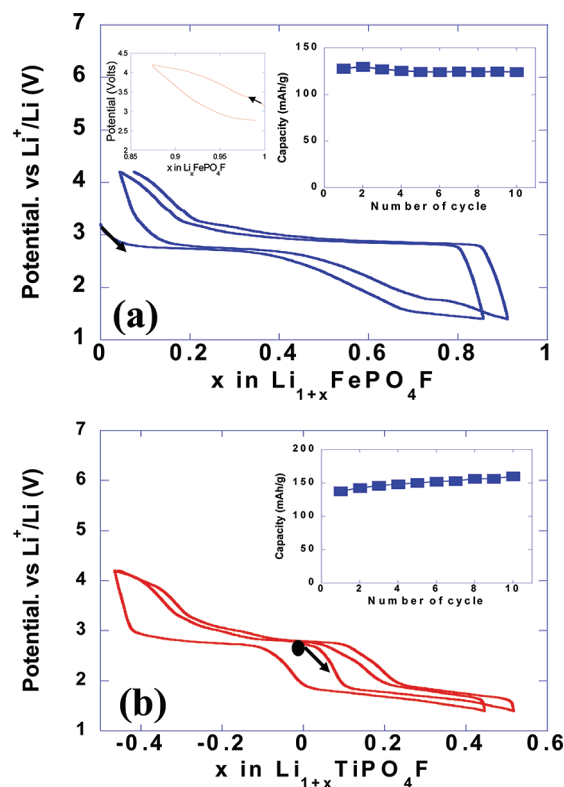 7
6
5
4
3
2
1
Potential. vs Li+/Li (V)
4.5
4
3.5
3
2.5
2
Potential (Volts)
0.85 0.9 0.95 1
x in LixFePO4F
150
100
50
0
Capacity (mAh/g)
0 2 4 6 8 10
Number of cycle
(a)
0 0.2 0.4 0.6 0.8 1
x in Li1+xFePO4F
7
6
5
4
3
2
1
Potential. vs Li+/Li (V)
200
150
100
50
0
Capacity (mAh/g)
0 2 4 6 8 10
Number of cycle
(b)
-0.4 -0.2 0 0.2 0.4 0.6
x in Li1+xTiPO4F